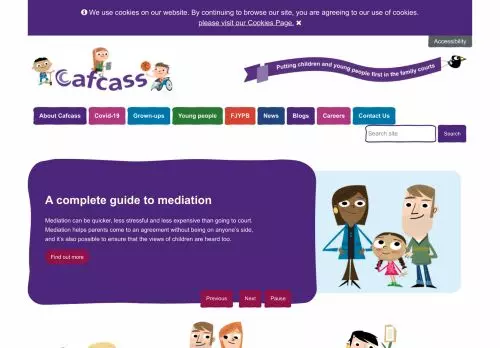 We use cookies on our website. By continuing to browse our site, you are agreeing to our use of cookies.
please visit our Cookies Page.
Accessibility
Cafcass
Putting children and young people first in the family courts
About Cafcass
Covid-19
Grown-ups
Young people
FJYPB
News
Blogs
Careers
Contact Us
Search site
Search
A complete guide to mediation
Mediation can be quicker, less stressful and less expensive than going to court.
Mediation helps parents come to an agreement without being on anyone's side,
and it's also possible to ensure that the views of children are heard too.
Find out more
Previous
Next
Pause